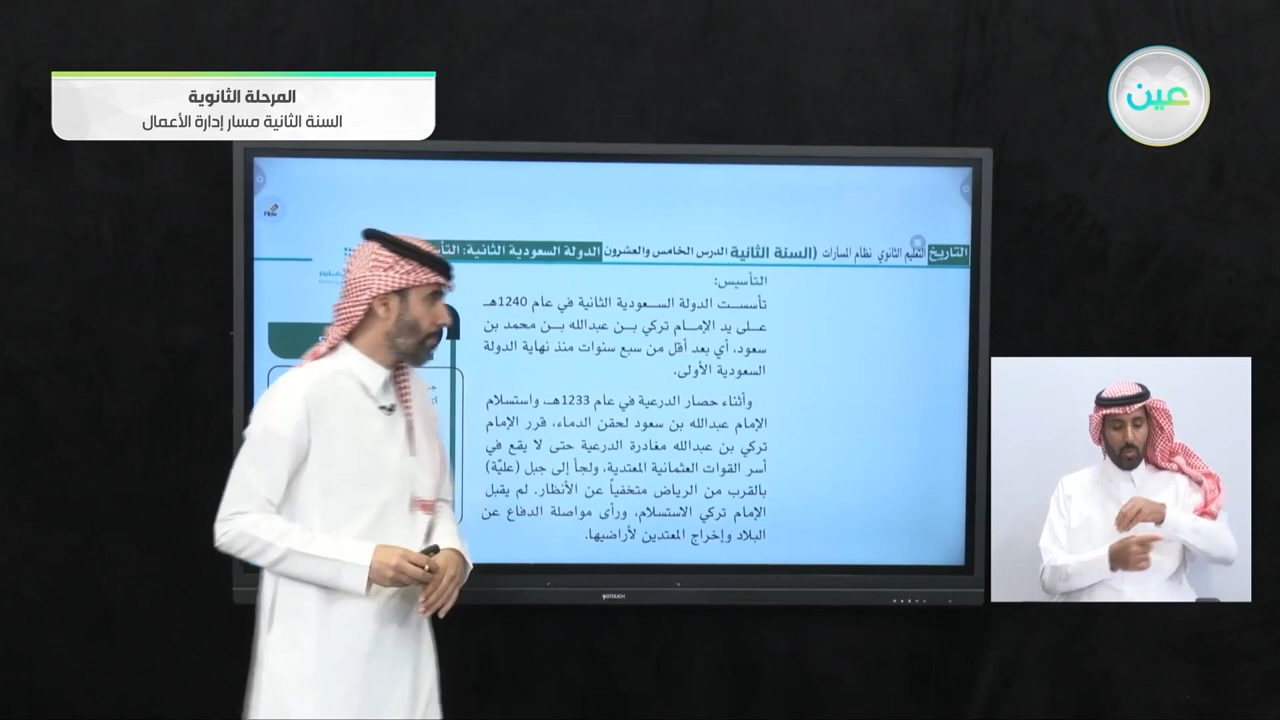 المرحلة الثانوية
السنة الثانية مسار إدارة الأعمال
عين
التاريخ التعليم الثانوي نظام المسارات (السنة الثانية الدرس الخامس والعشرون الدولة السعودية الثانية:
التأسيس:
تأسست الدولة السعودية الثانية في عام 1240هـ
على يد الإمام تركي بن عبدالله بن محمد بن
سعود، أي بعد أقل من سبع سنوات منذ نهاية الدولة
السعودية الأولى.
وأثناء حصار الدرعية في عام 1233هـ، واستسلام
الإمام عبدالله بن سعود لحقن الدماء، قرر الإمام
تركي بن عبدالله مغادرة الدرعية حتى لا يقع في
أسر القوات العثمانية المعتدية، ولجأ إلى جبل (عليّة)
بالقرب من الرياض متخفياً عن الأنظار. لم يقبل
الإمام تركي الاستسلام، ورأى مواصلة الدفاع عن
البلاد وإخراج المعتدين لأراضيها.